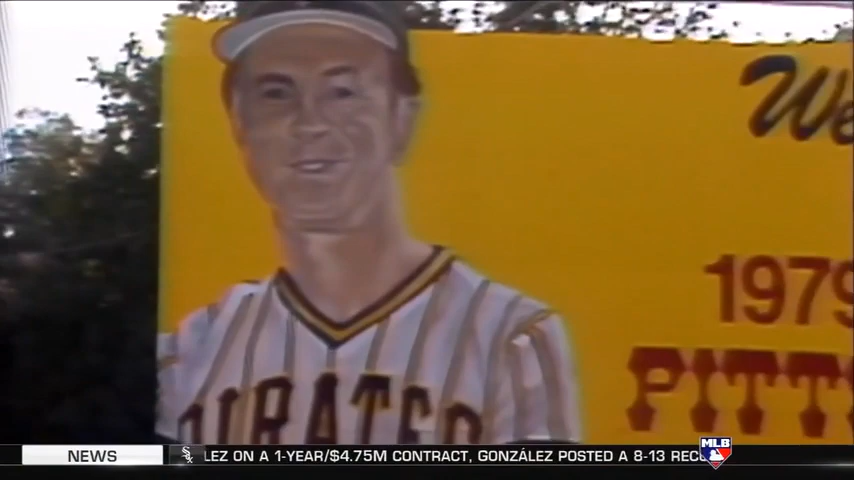 We
1979
PITT
PIRATES
NEWS
LEZ ON A 1-YEAR/$4.75M CONTRACT, GONZÁLEZ POSTED A 8-13 REC
MLB